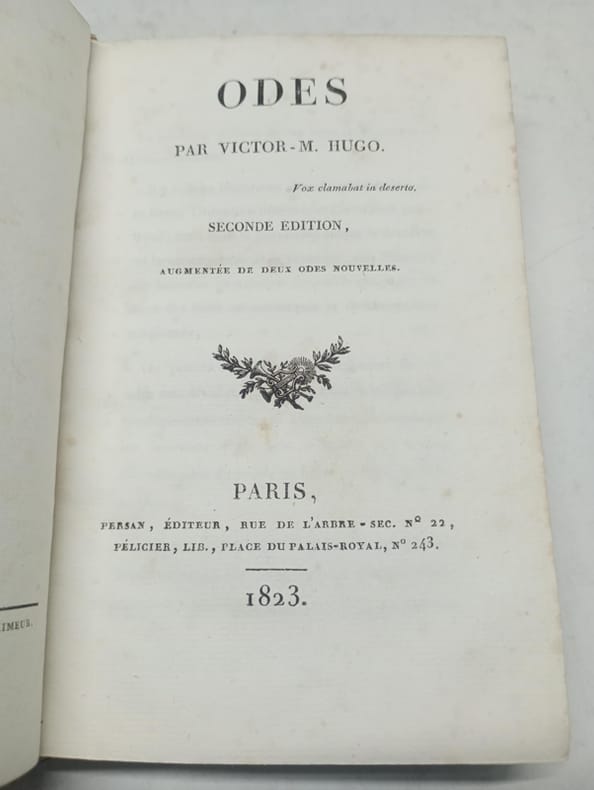 ODES
PAR VICTOR-M. HUGO.
Vox clamabat in deserto.
SECONDE ÉDITION,
AUGMENTÉE DE DEUX ODES NOUVELLES.
PARIS,
PERSAN, ÉDITEUR, RUE DE L'ARBRE-SEC. Nº 22,
PÉLICIER, LIB., PLACE DU PALAIS-ROYAL, Nº 243.
1823.